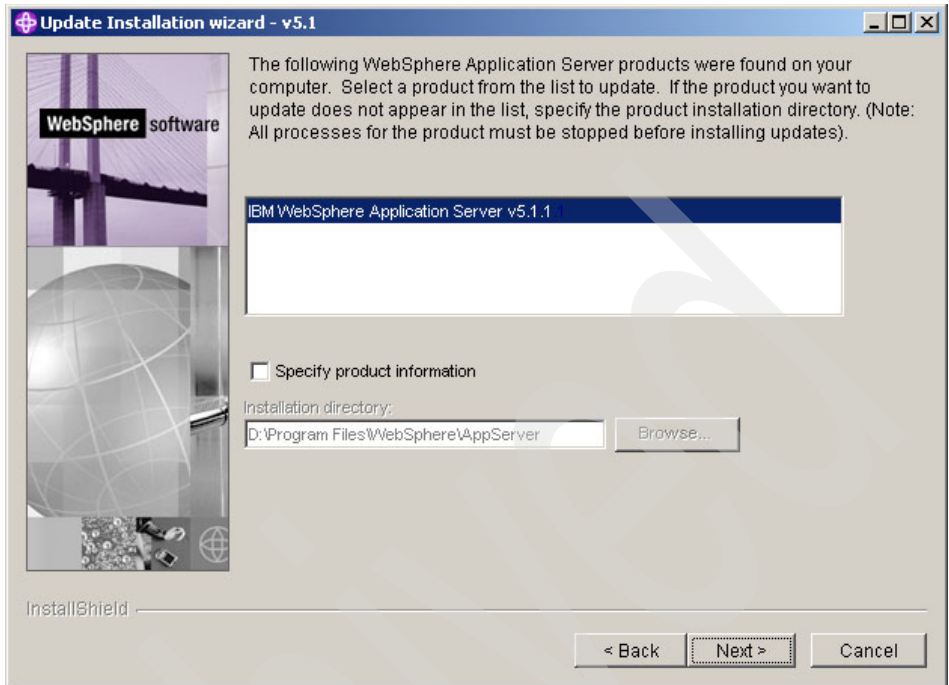 Update Installation wizard - v5.1
WebSphere software
The following WebSphere Application Server products were found on your
computer. Select a product from the list to update. If the product you want to
update does not appear in the list, specify the product installation directory. (Note:
All processes for the product must be stopped before installing updates).
IBM WebSphere Application Server v5.1.1
Specify product information
Installation directory:
D:\Program Files\WebSphere\AppServer
Browse...
InstallShield
< Back
Next >
Cancel